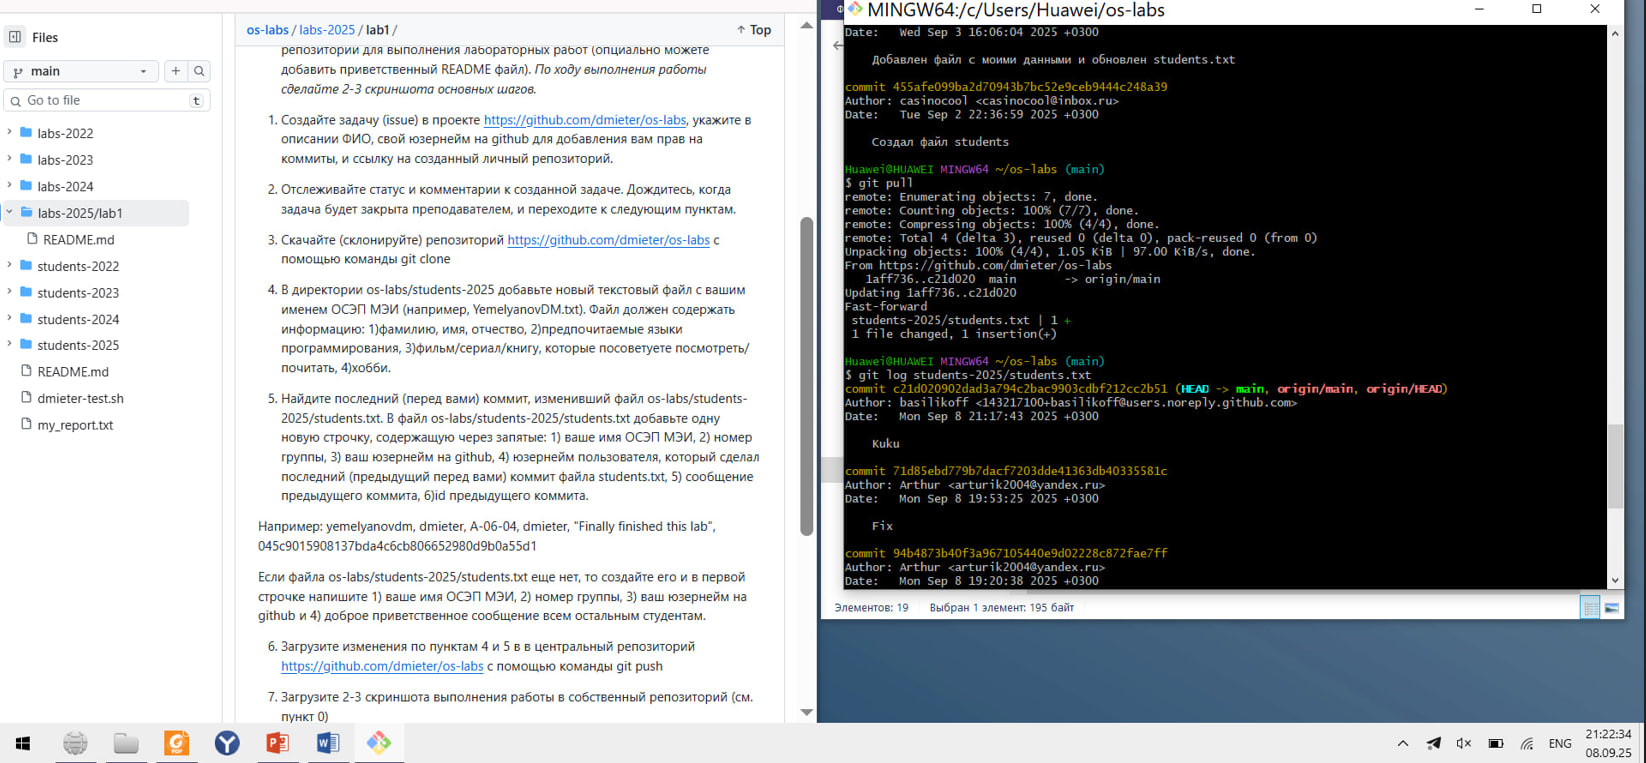 Files
main
Go to file
t
labs-2022
labs-2023
labs-2024
labs-2025/lab1
README.md
students-2022
students-2023
students-2024
students-2025
README.md
dmieter-test.sh
my_report.txt
os-labs / labs-2025 / lab1 /
Top
репозиторий для выполнения лабораторных работ (опциально можете
добавить приветственный README файл). По ходу выполнения работы
сделайте 2-3 скриншота основных шагов.
1. Создайте задачу (issue) в проекте https://github.com/dmieter/os-labs, укажите в
описании ФИО, свой юзернейм на github для добавления вам прав на
коммиты, и ссылку на созданный личный репозиторий.
2. Отслеживайте статус и комментарии к созданной задаче. Дождитесь, когда
задача будет закрыта преподавателем, и переходите к следующим пунктам.
3. Скачайте (склонируйте) репозиторий https://github.com/dmieter/os-labs с
помощью команды git clone
4. В директории os-labs/students-2025 добавьте новый текстовый файл с вашим
именем ОСЭП МЭИ (например, YemelyanovDM.txt). Файл должен содержать
информацию: 1)фамилию, имя, отчество, 2)предпочитаемые языки
программирования, 3)фильм/сериал/книгу, которые посоветуете посмотреть/
почитать, 4)хобби.
5. Найдите последний (перед вами) коммит, изменивший файл os-labs/students-
2025/students.txt. В файл os-labs/students-2025/students.txt добавьте одну
новую строчку, содержащую через запятые: 1) ваше имя ОСЭП МЭИ, 2) номер
группы, 3) ваш юзернейм на github, 4) юзернейм пользователя, который сделал
последний (предыдущий перед вами) коммит файла students.txt, 5) сообщение
предыдущего коммита, 6)id предыдущего коммита.
Например: yemelyanovdm, dmieter, A-06-04, dmieter, "Finally finished this lab",
045c9015908137bda4c6cb806652980d9b0a55d1
Если файла os-labs/students-2025/students.txt еще нет, то создайте его и в первой
строчке напишите 1) ваше имя ОСЭП МЭИ, 2) номер группы, 3) ваш юзернейм на
github и 4) доброе приветственное сообщение всем остальным студентам.
6. Загрузите изменения по пунктам 4 и 5 в в центральный репозиторий
https://github.com/dmieter/os-labs с помощью команды git push
7. Загрузите 2-3 скриншота выполнения работы в собственный репозиторий (см.
пункт 0)
MINGW64:/c/Users/Huawei/os-labs
Date: Wed Sep 3 16:06:04 2025 +0300
Добавлен файл с моими данными и обновлен students.txt
commit 455afe099ba2d70943b7bc52e9ceb9444c248a39
Author: casinocool <casinocool@inbox.ru>
Date: Tue Sep 2 22:36:59 2025 +0300
Создал файл students
Huawei@HUAWEI MINGW64 ~/os-labs (main)
$ git pull
remote: Enumerating objects: 7, done.
remote: Counting objects: 100% (7/7), done.
remote: Compressing objects: 100% (4/4), done.
remote: Total 4 (delta 3), reused 0 (delta 0), pack-reused 0 (from 0)
Unpacking objects: 100% (4/4), 1.05 KiB | 97.00 KiB/s, done.
From https://github.com/dmieter/os-labs
1aff736..c21d020 main -> origin/main
Updating 1aff736..c21d020
Fast-forward
students-2025/students.txt | 1 +
1 file changed, 1 insertion(+)
Huawei@HUAWEI MINGW64 ~/os-labs (main)
$ git log students-2025/students.txt
commit c21d020902dad3a794c2bac9903cdbf212cc2b51 (HEAD -> main, origin/main, origin/HEAD)
Author: basilikoff <143217100+basilikoff@users.noreply.github.com>
Date: Mon Sep 8 21:17:43 2025 +0300
Kuku
commit 71d85ebd779b7dacf7203dde41363db40335581c
Author: Arthur <arturik2004@yandex.ru>
Date: Mon Sep 8 19:53:25 2025 +0300
Fix
commit 94b4873b40f3a967105440e9d02228c872fae7ff
Author: Arthur <arturik2004@yandex.ru>
Date: Mon Sep 8 19:20:38 2025 +0300
Элементов: 19 Выбран 1 элемент: 195 байт
ENG
21:22:34
08.09.25